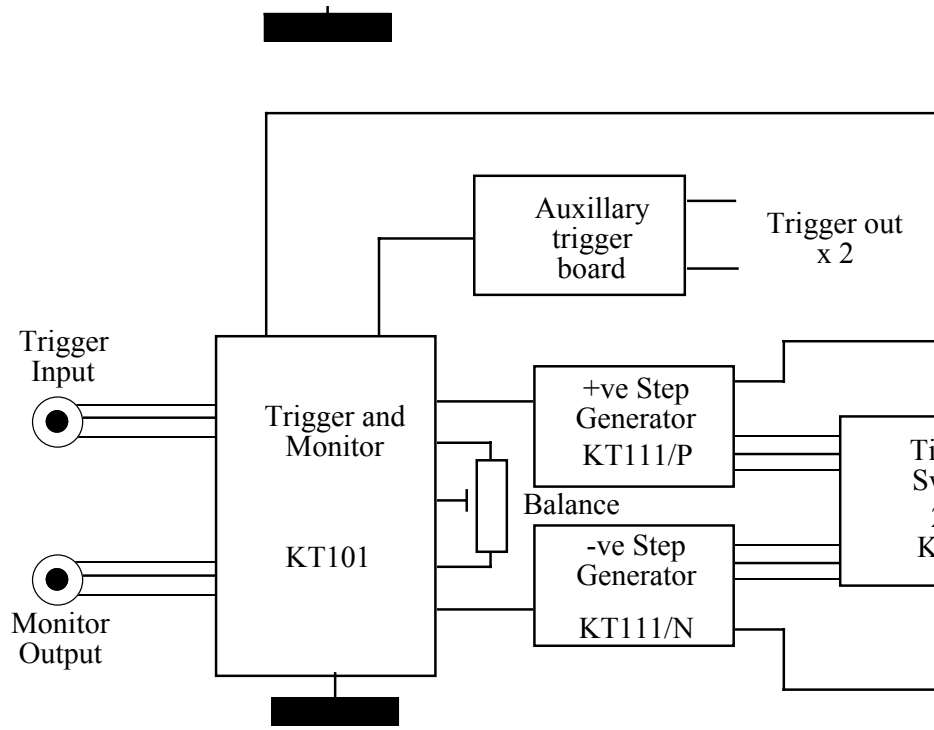 Auxillary
trigger
board
Trigger out
x 2
Trigger
Input
Trigger and
Monitor
KT101
+ve Step
Generator
KT111/P
Balance
-ve Step
Generator
KT111/N
Monitor
Output